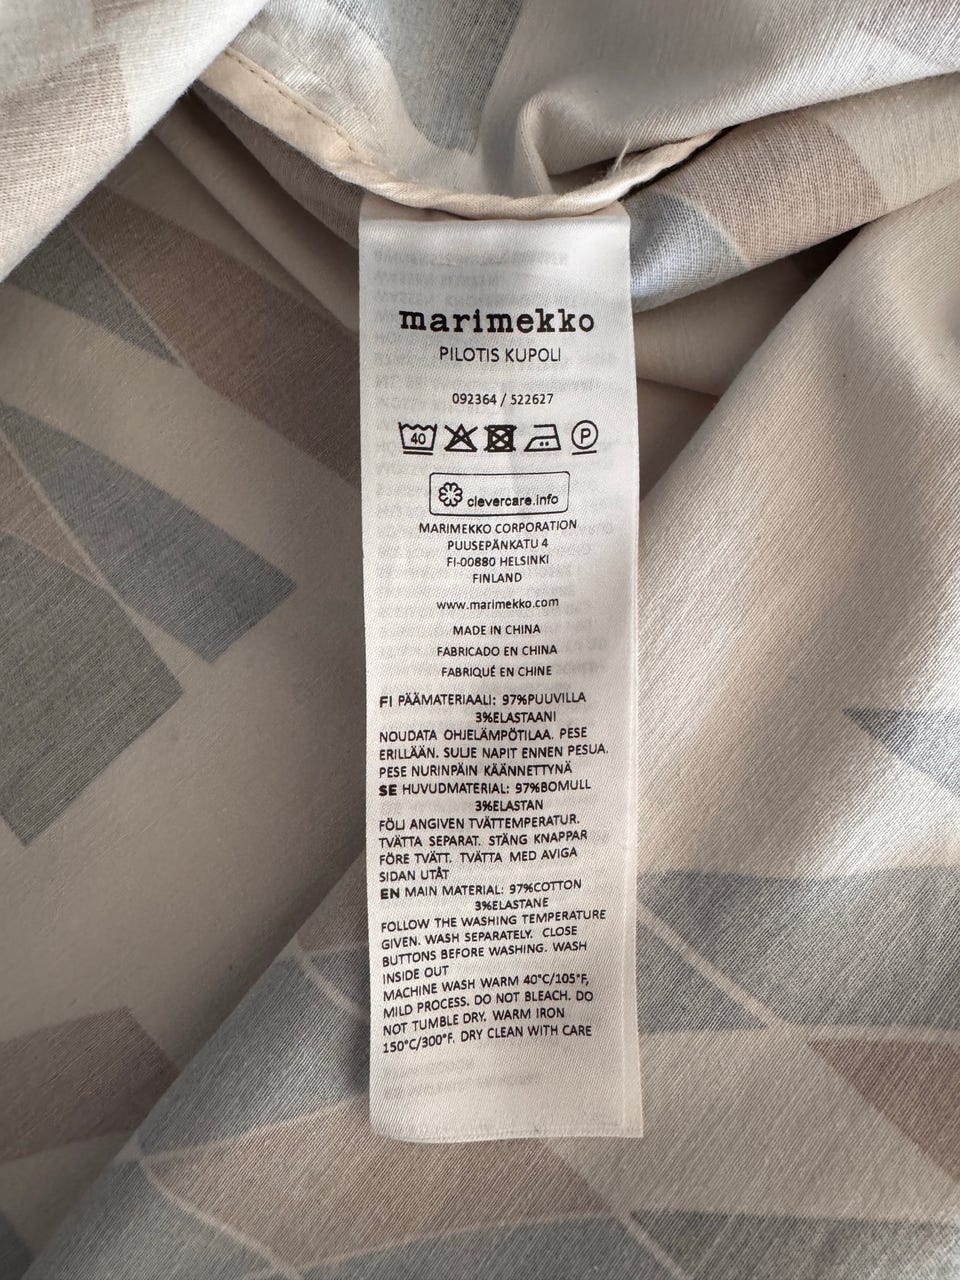 marimekko
PILOTIS KUPOLI
092364 / 522627
40
P
clevercare.info
MARIMEKKO CORPORATION
PUUSEPÄNKATU 4
FI-00880 HELSINKI
FINLAND
www.marimekko.com
MADE IN CHINA
FABRICADO EN CHINA
FABRIQUÉ EN CHINE
FI PÄÄMATERIAALI: 97%PUUVILLA
3%ELASTAANI
NOUDATA OHJELÄMPÖTILAA. PESE
ERILLÄÄN. SULJE NAPIT ENNEN PESUA.
PESE NURINPÄIN KÄÄNNETTYNÄ
SE HUVUDMATERIAL: 97%BOMULL
3%ELASTAN
FÖLJ ANGIVEN TVÄTTEMPERATUR.
TVÄTTA SEPARAT. STÄNG KNAPPAR
FÖRE TVÄTT. TVÄTTA MED AVIGA
SIDAN UTÅT
EN MAIN MATERIAL: 97%COTTON
3%ELASTANE
FOLLOW THE WASHING TEMPERATURE
GIVEN. WASH SEPARATELY. CLOSE
BUTTONS BEFORE WASHING. WASH
INSIDE OUT
MACHINE WASH WARM 40°C/105°F,
MILD PROCESS. DO NOT BLEACH. DO
NOT TUMBLE DRY. WARM IRON
150°C/300°F. DRY CLEAN WITH CARE